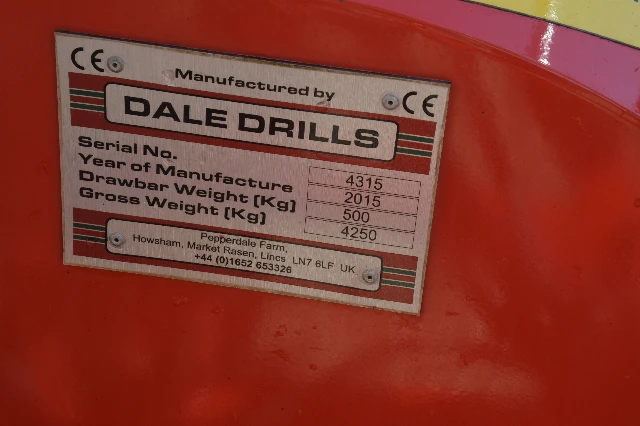 CE
Manufactured by
CE
DALE DRILLS
Serial No. 4315
Year of Manufacture 2015
Drawbar Weight (Kg) 500
Gross Weight (Kg) 4250
Pepperdale Farm,
Howsham, Market Rasen, Lincs LN7 6LF UK
+44 (0)1652 653326